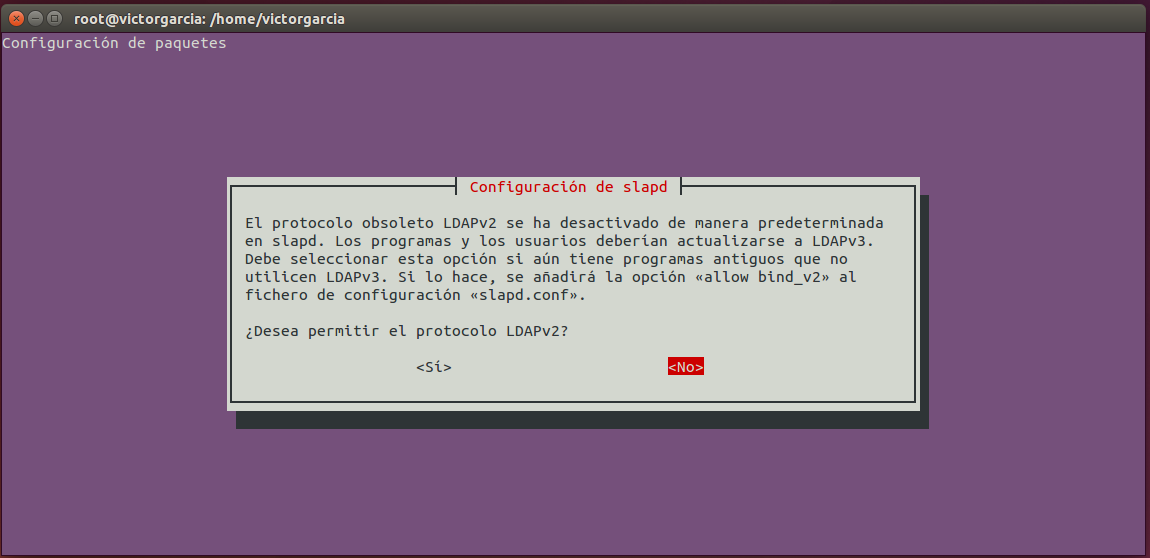 root@victorgarcia: /home/victorgarcia
Configuración de paquetes
Configuración de slapd
El protocolo obsoleto LDAPv2 se ha desactivado de manera predeterminada
en slapd. Los programas y los usuarios deberían actualizarse a LDAPv3.
Debe seleccionar esta opción si aún tiene programas antiguos que no
utilicen LDAPv3. Si lo hace, se añadirá la opción «allow bind_v2» al
fichero de configuración «slapd.conf».
¿Desea permitir el protocolo LDAPv2?
<Sí> <No>